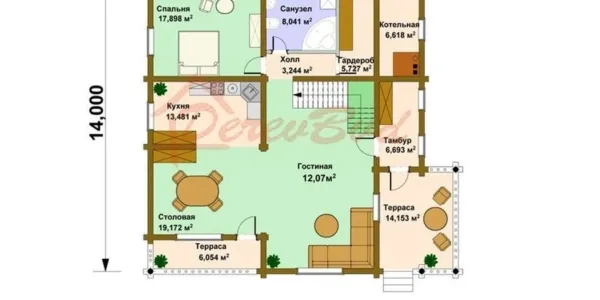 Спальня
17,898 м²
Санузел
8,041 м²
Котельная
6,618 м²
Холл
3,244 м²
Гардероб
5,727 м²
14,000
Кухня
13,481 м²
DerevBud
Тамбур
6,693 м²
Гостиная
12,07м²
Столовая
19,172 м²
Терраса
14,153 м²
Терраса
6,054 м²